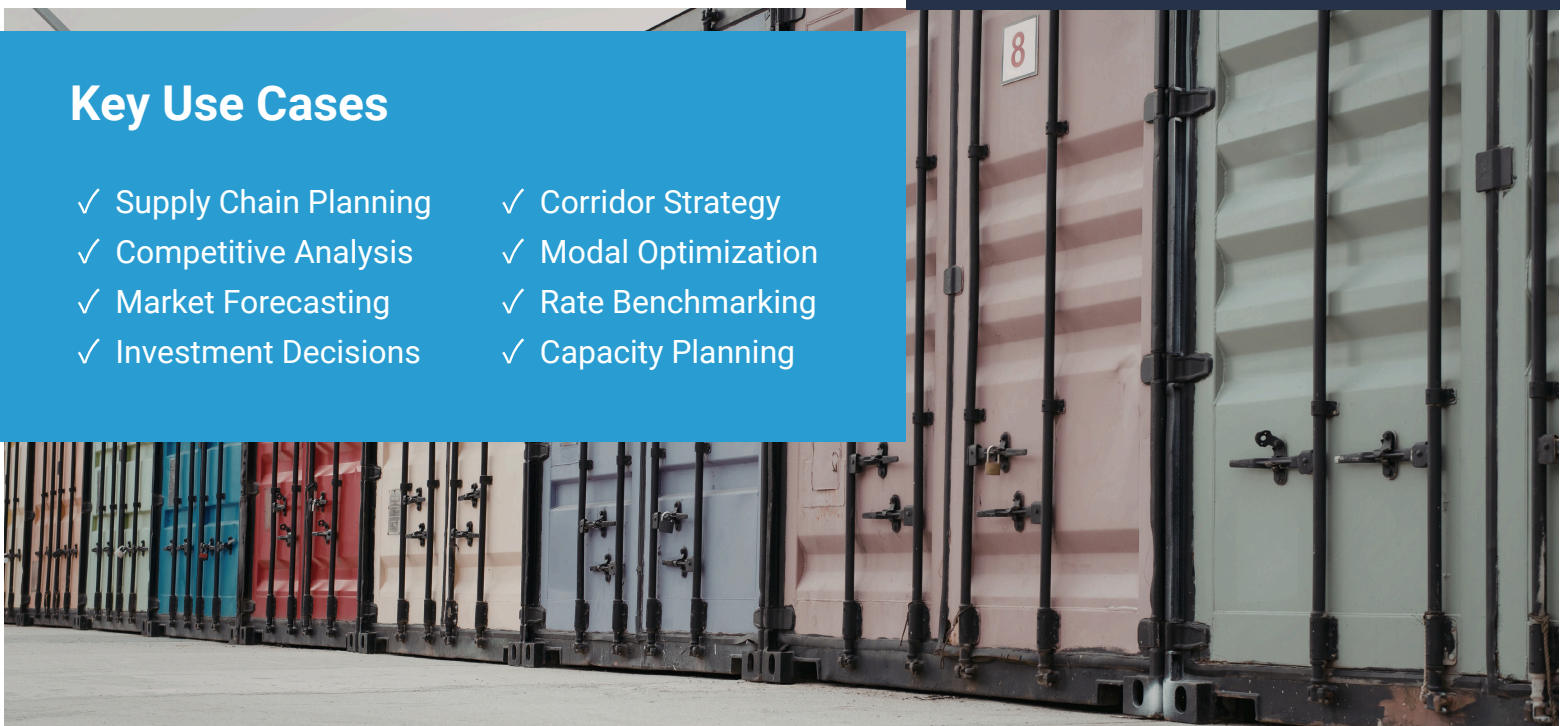 Key Use Cases
✓ Supply Chain Planning
✓ Competitive Analysis
✓ Market Forecasting
✓ Investment Decisions
✓ Corridor Strategy
✓ Modal Optimization
✓ Rate Benchmarking
✓ Capacity Planning
8